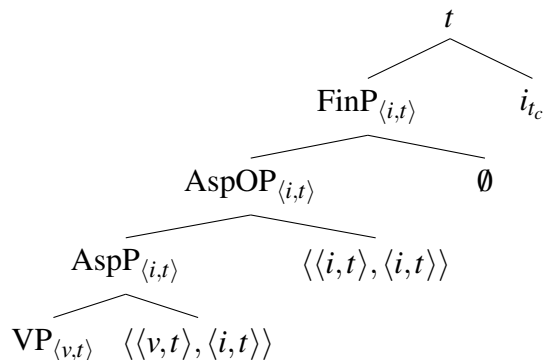 t
FinP⟨i,t⟩ i_{t_c}
AspOP⟨i,t⟩ ∅
AspP⟨i,t⟩ ⟨⟨i,t⟩,⟨i,t⟩⟩
VP⟨v,t⟩ ⟨⟨v,t⟩,⟨i,t⟩⟩